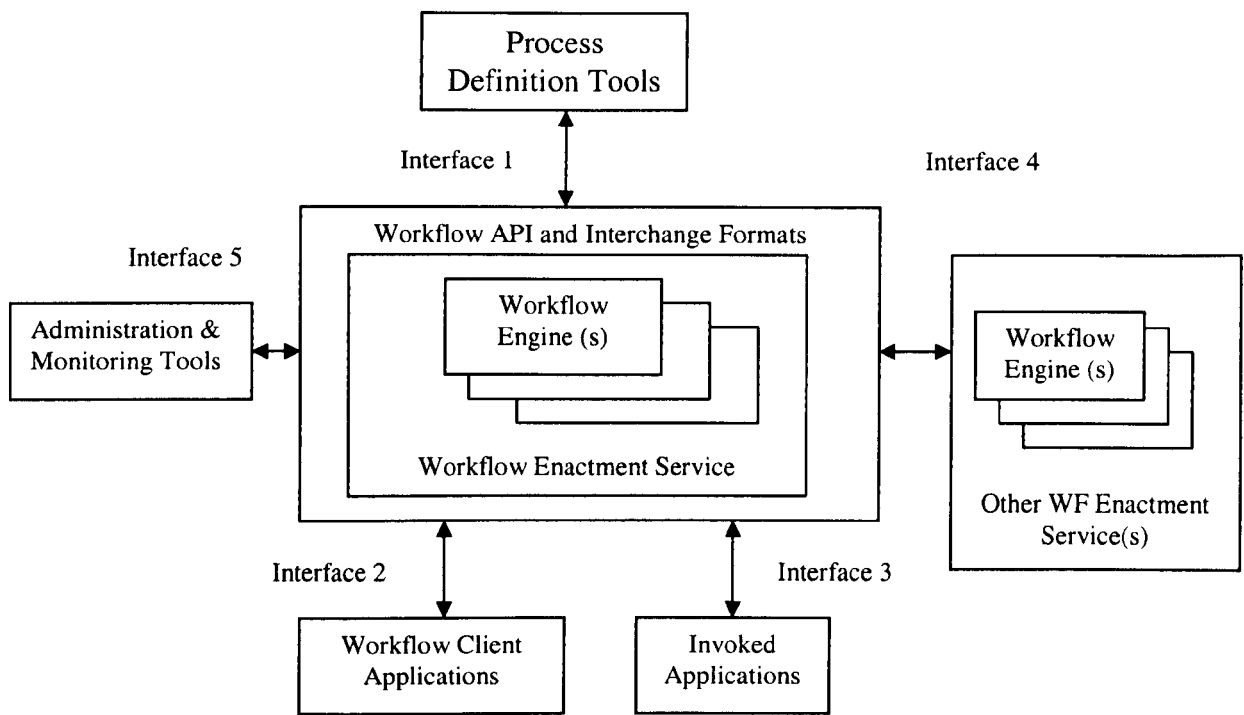 Process
Definition Tools
Interface 1
Interface 4
Workflow API and Interchange Formats
Interface 5
Workflow
Engine (s)
Administration &
Monitoring Tools
Workflow
Engine (s)
Workflow Enactment Service
Other WF Enactment
Service(s)
Interface 2
Interface 3
Workflow Client
Applications
Invoked
Applications